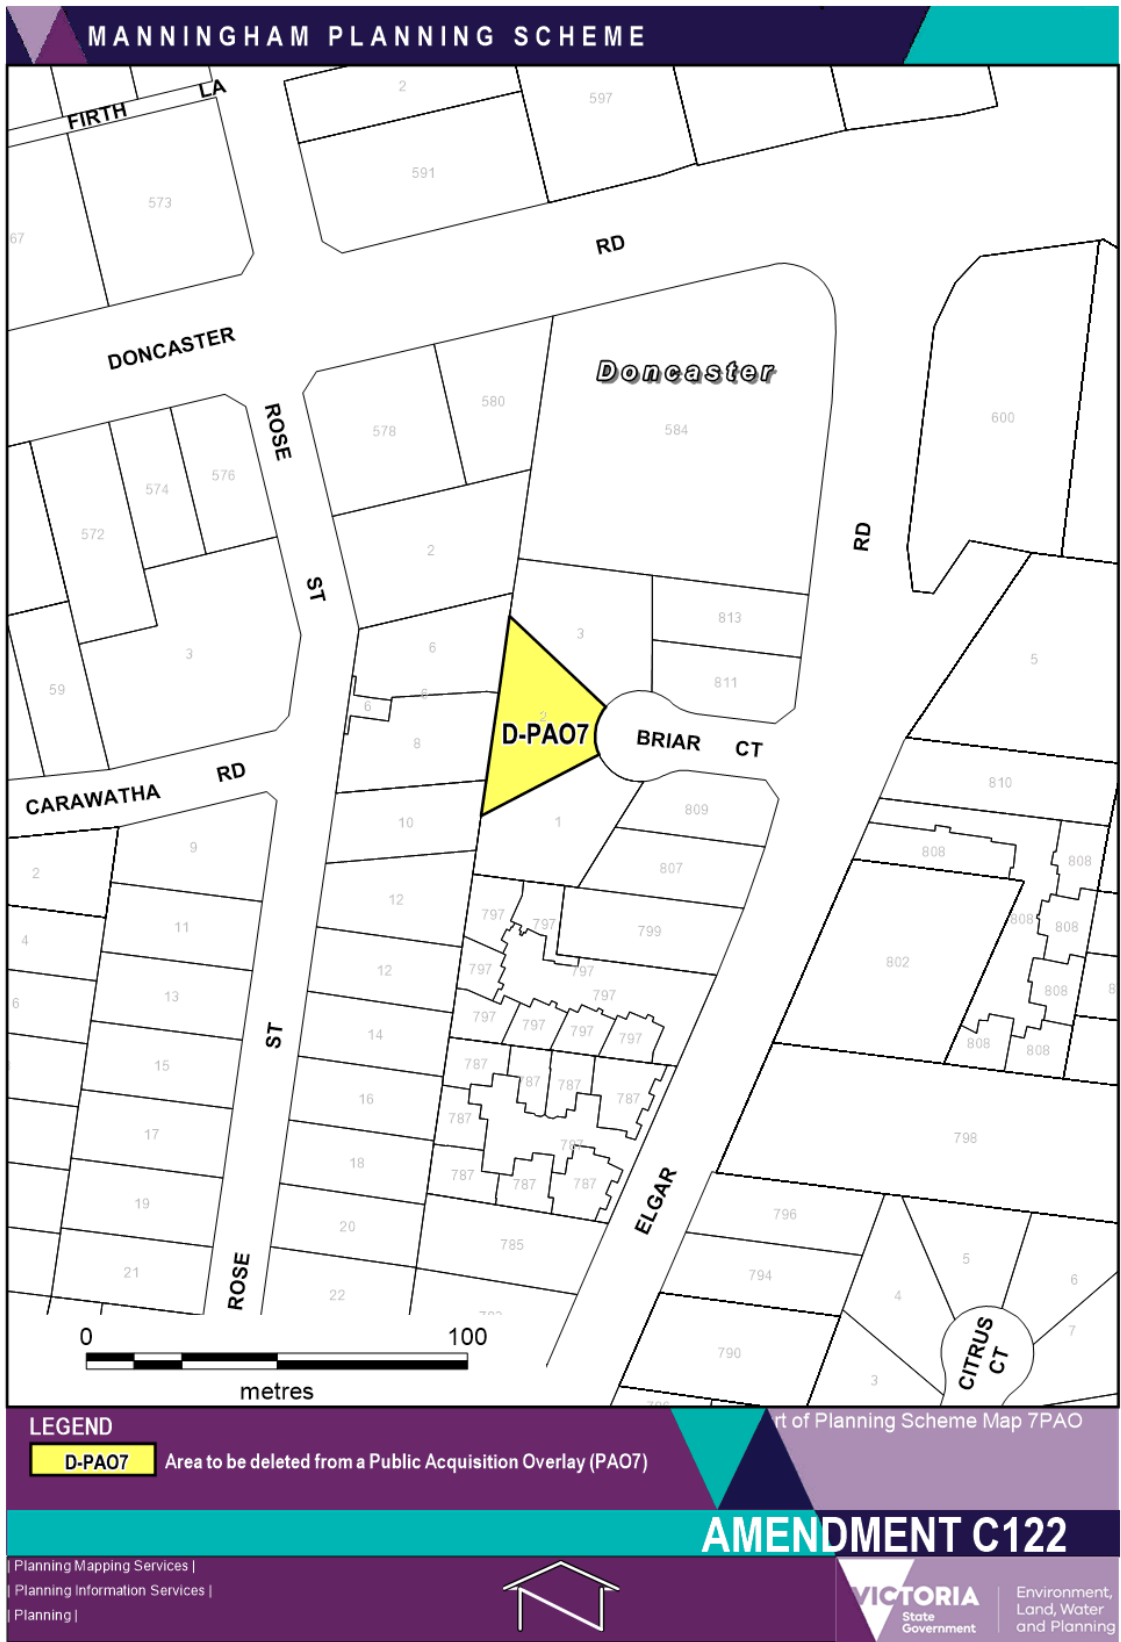 MANNINGHAM PLANNING SCHEME
FIRTH LA
2
597
591
573
67
RD
DONCASTER
Doncaster
580
578
584
600
ROSE
576
574
572
RD
2
ST
3
813
6
3
5
811
59
6
6
2
D-PAO7
BRIAR CT
8
RD
CARAWATHA
810
809
10
1
9
808
808
807
2
12
797
797
808
808
11
799
4
12
797
797
802
13
797
808
8
6
797
797
797
797
14
ST
808
808
15
787
787
787
16
787
787
17
787
798
18
787
787
787
19
ELGAR
796
20
785
5
21
794
6
ROSE
22
4
7
CITRUS CT
790
3
0 100
metres
LEGEND
D-PAO7 Area to be deleted from a Public Acquisition Overlay (PAO7)
rt of Planning Scheme Map 7PAO
AMENDMENT C122
| Planning Mapping Services |
| Planning Information Services |
| Planning |
VICTORIA
State
Government
Environment,
Land, Water
and Planning